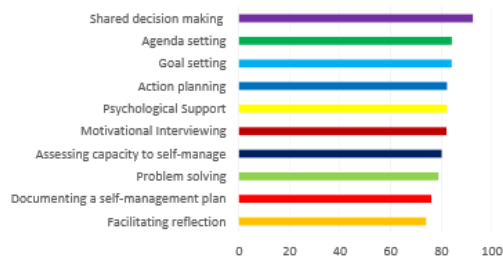 Shared decision making
Agenda setting
Goal setting
Action planning
Psychological Support
Motivational Interviewing
Assessing capacity to self-manage
Problem solving
Documenting a self-management plan
Facilitating reflection
0 20 40 60 80 100